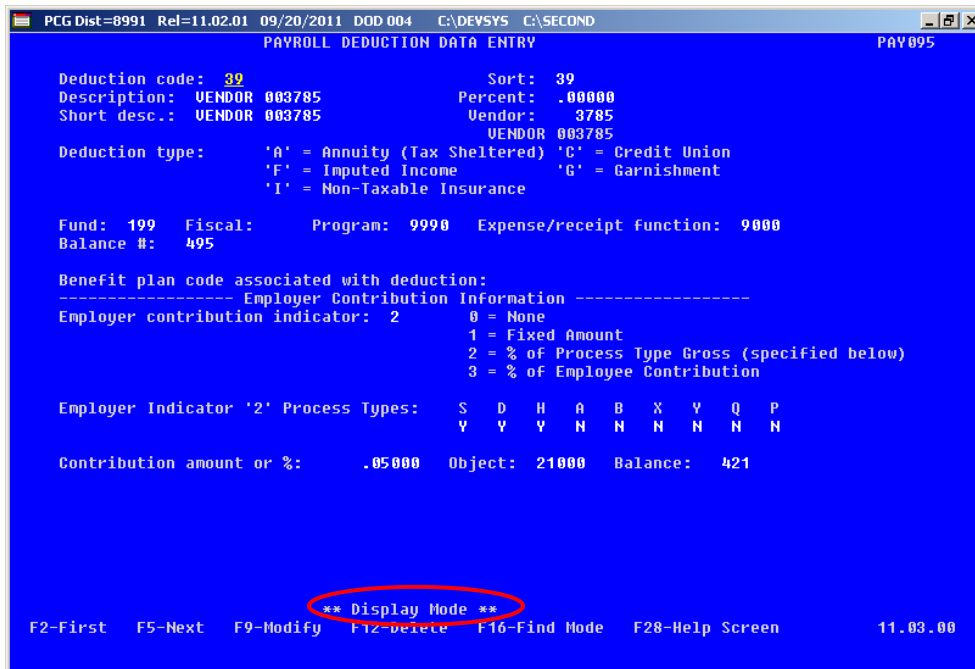 PCG Dist=8991 Rel=11.02.01 09/20/2011 DOD 004 C:\DEVSYS C:\SECOND
PAYROLL DEDUCTION DATA ENTRY PAY095
Deduction code: 39 Sort: 39
Description: VENDOR 003785 Percent: .00000
Short desc.: VENDOR 003785 Vendor: 3785
VENDOR 003785
Deduction type: 'A' = Annuity (Tax Sheltered) 'C' = Credit Union
'F' = Imputed Income 'G' = Garnishment
'I' = Non-Taxable Insurance
Fund: 199 Fiscal: Program: 9990 Expense/receipt function: 9000
Balance #: 495
Benefit plan code associated with deduction:
------------------ Employer Contribution Information ------------------
Employer contribution indicator: 2 0 = None
1 = Fixed Amount
2 = % of Process Type Gross (specified below)
3 = % of Employee Contribution
Employer Indicator '2' Process Types: S D H A B X Y Q P
Y Y Y N N N N N N
Contribution amount or %: .05000 Object: 21000 Balance: 421
** Display Mode **
F2-First F5-Next F9-Modify F12-Delete F16-Find Mode F28-Help Screen 11.03.00